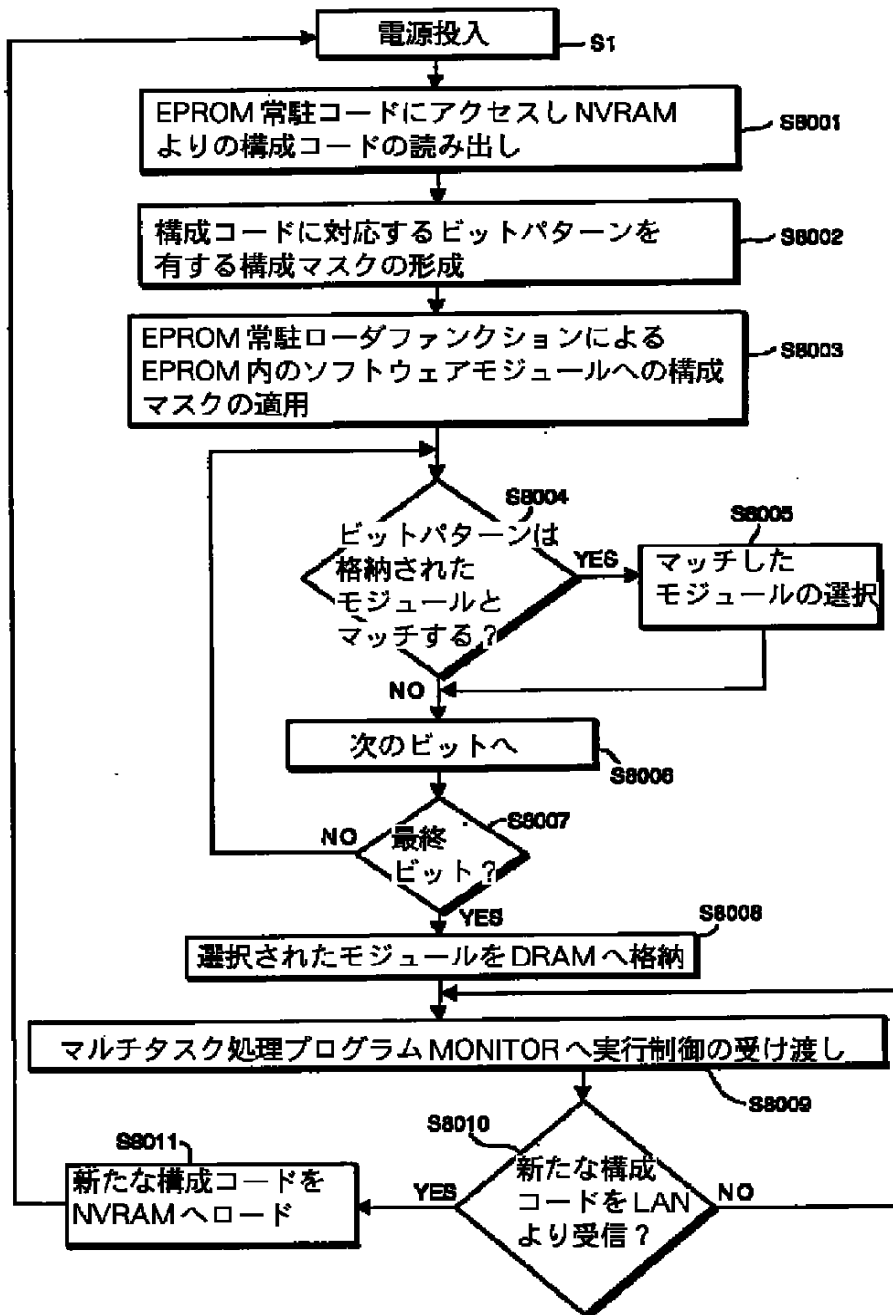 電源投入
S1
EPROM 常駐コードにアクセスし NVRAM
よりの構成コードの読み出し
S8001
構成コードに対応するビットパターンを
有する構成マスクの形成
S8002
EPROM 常駐ローダファンクションによる
EPROM 内のソフトウェアモジュールへの構成
マスクの適用
S8003
S8004
ビットパターンは
格納された
モジュールと
マッチする?
YES
S8005
マッチした
モジュールの選択
NO
次のビットへ
S8006
S8007
最終
ビット?
NO
YES
S8008
選択されたモジュールを DRAM へ格納
マルチタスク処理プログラム MONITOR へ実行制御の受け渡し
S8009
S8010
新たな構成
コードを LAN
より受信?
YES
NO
S8011
新たな構成コードを
NVRAM へロード